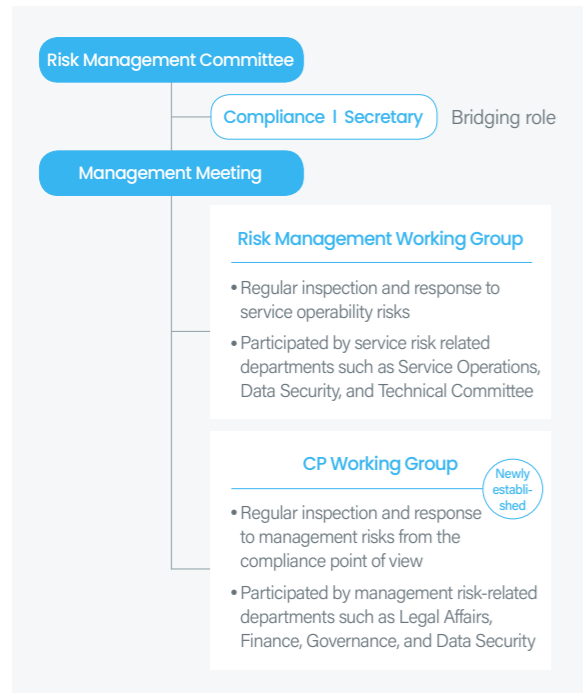 Risk Management Committee
Compliance l Secretary
Bridging role
Management Meeting
Risk Management Working Group
• Regular inspection and response to
service operability risks
• Participated by service risk related
departments such as Service Operations,
Data Security, and Technical Committee
CP Working Group
Newly
establi-
shed
• Regular inspection and response
to management risks from the
compliance point of view
• Participated by management risk-related
departments such as Legal Affairs,
Finance, Governance, and Data Security